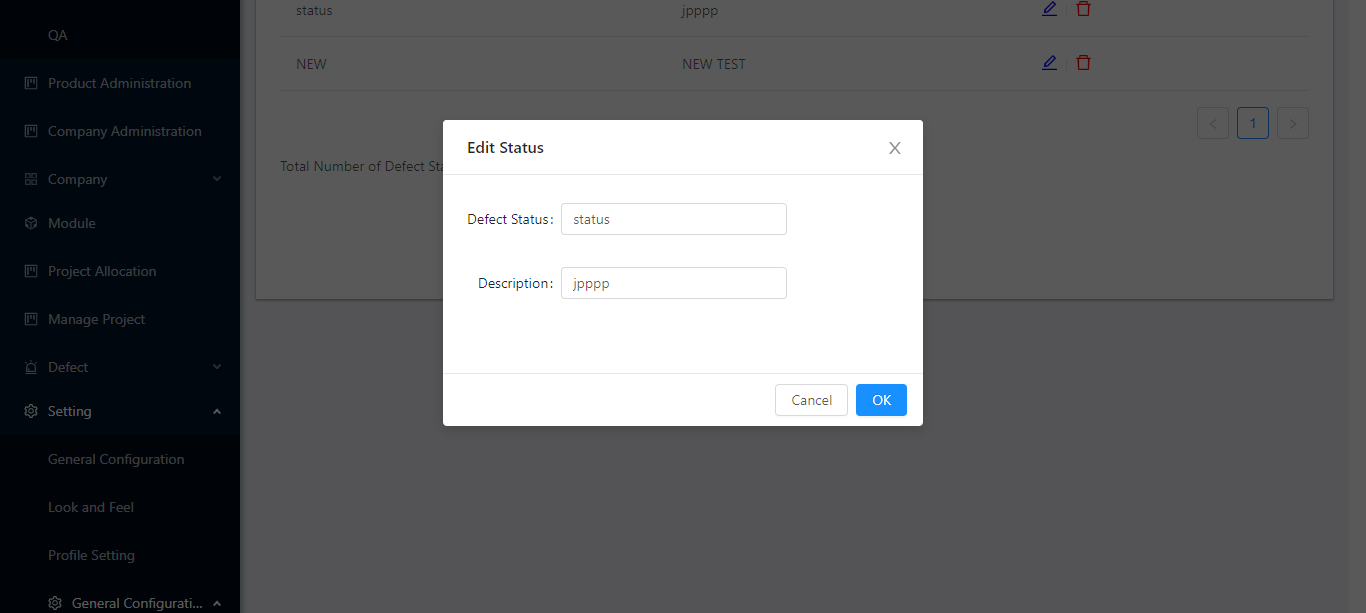 QA
Product Administration
Company Administration
Company
Module
Project Allocation
Manage Project
Defect
Setting
General Configuration
Look and Feel
Profile Setting
General Configurati...
status jpppp
NEW NEW TEST
1
Total Number of Defect Sta
Edit Status
Defect Status: status
Description: jpppp
Cancel OK